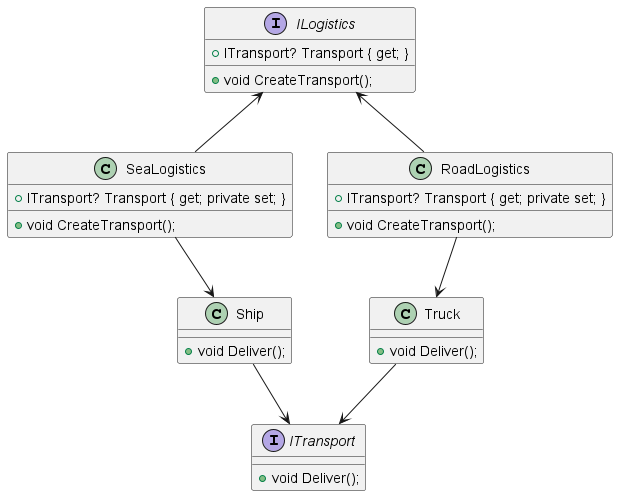 I ILogistics
ITransport? Transport { get; }
void CreateTransport();
C SeaLogistics
ITransport? Transport { get; private set; }
void CreateTransport();
C RoadLogistics
ITransport? Transport { get; private set; }
void CreateTransport();
C Ship
void Deliver();
C Truck
void Deliver();
I ITransport
void Deliver();